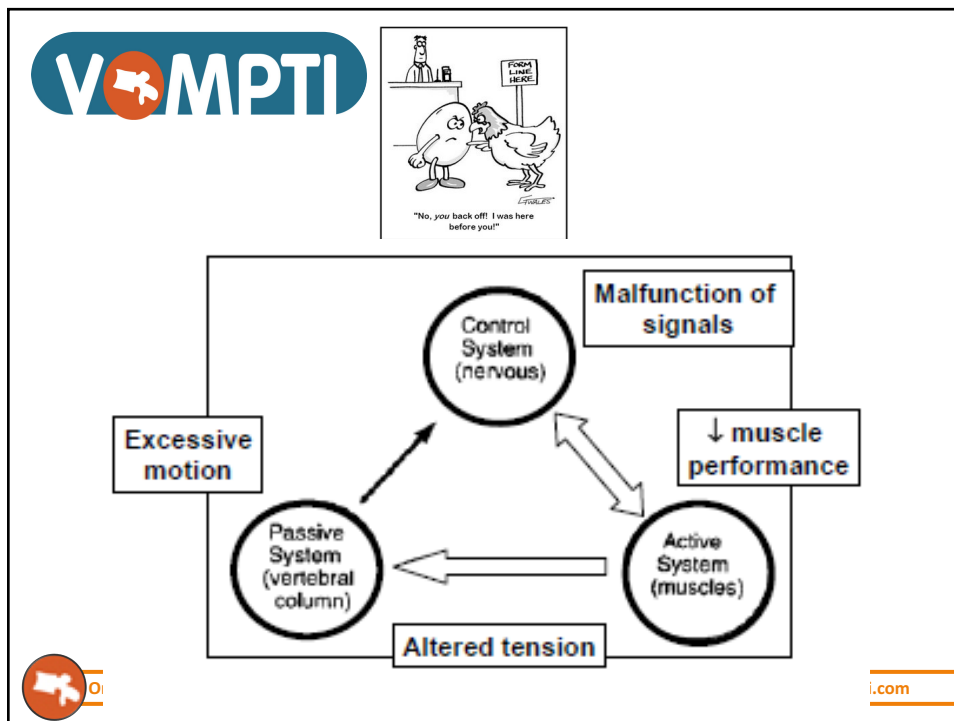 VOMPTI
FORM
LINE
HERE
GWALES
"No, you back off! I was here
before you!"
Malfunction of
signals
Control
System
(nervous)
Excessive
motion
↓ muscle
performance
Passive
System
(vertebral
column)
Active
System
(muscles)
Altered tension
i.com